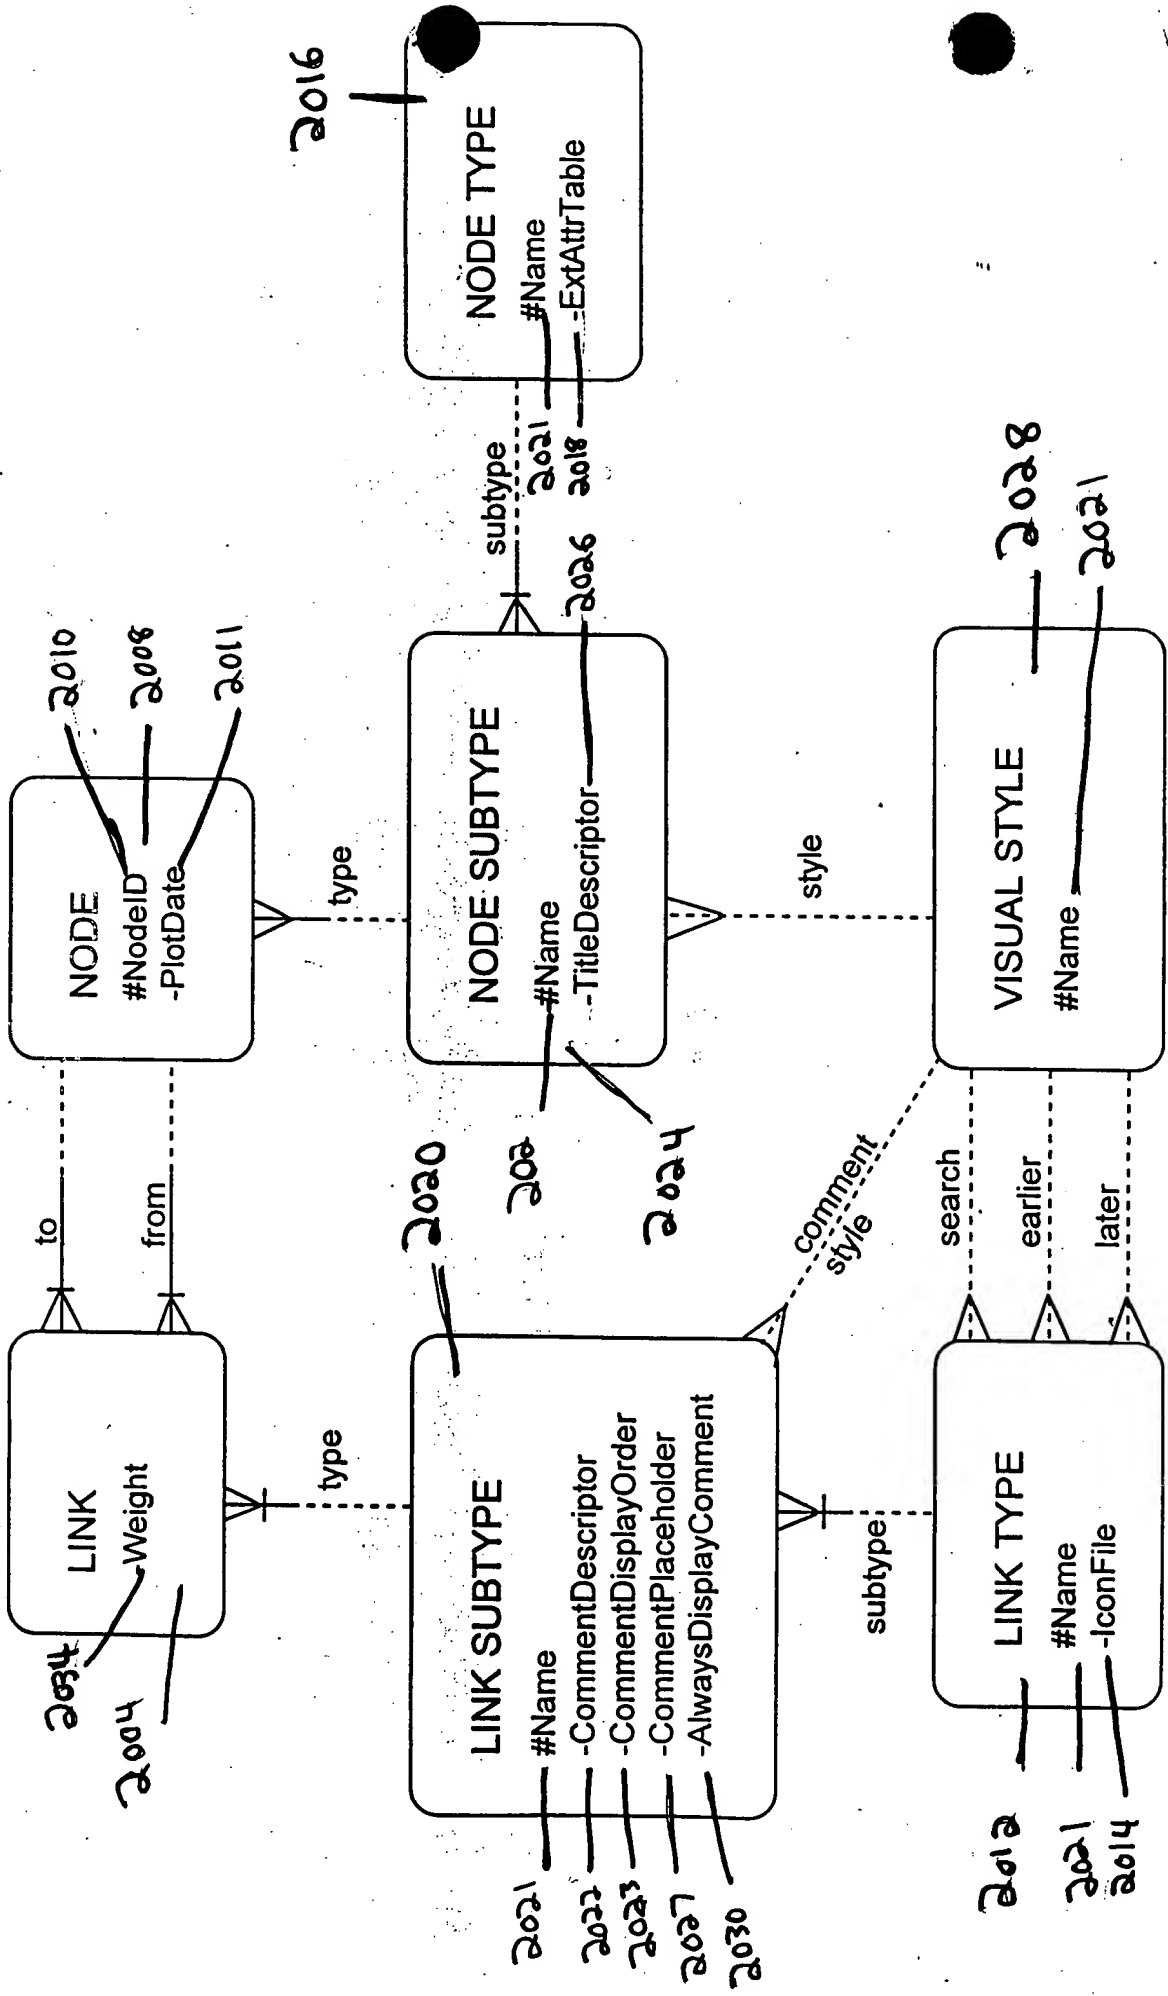 LINK
-Weight
2034
2004
to
from
NODE
#NodeID
-PlotDate
2010
2008
2011
type
type
LINK SUBTYPE
#Name
-CommentDescriptor
-CommentDisplayOrder
-CommentPlaceholder
-AlwaysDisplayComment
2020
2021
2022
2023
2027
2030
NODE SUBTYPE
#Name
-TitleDescriptor
202
2024
2026
subtype
NODE TYPE
#Name
-ExtAttrTable
2016
2021
2018
subtype
comment
style
style
LINK TYPE
#Name
-IconFile
2012
2021
2014
search
earlier
later
VISUAL STYLE
#Name
2028
2021